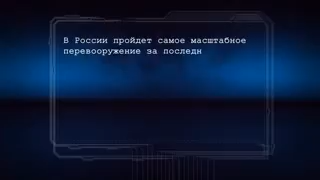 В России пройдет самое масштабное
перевооружение за последн